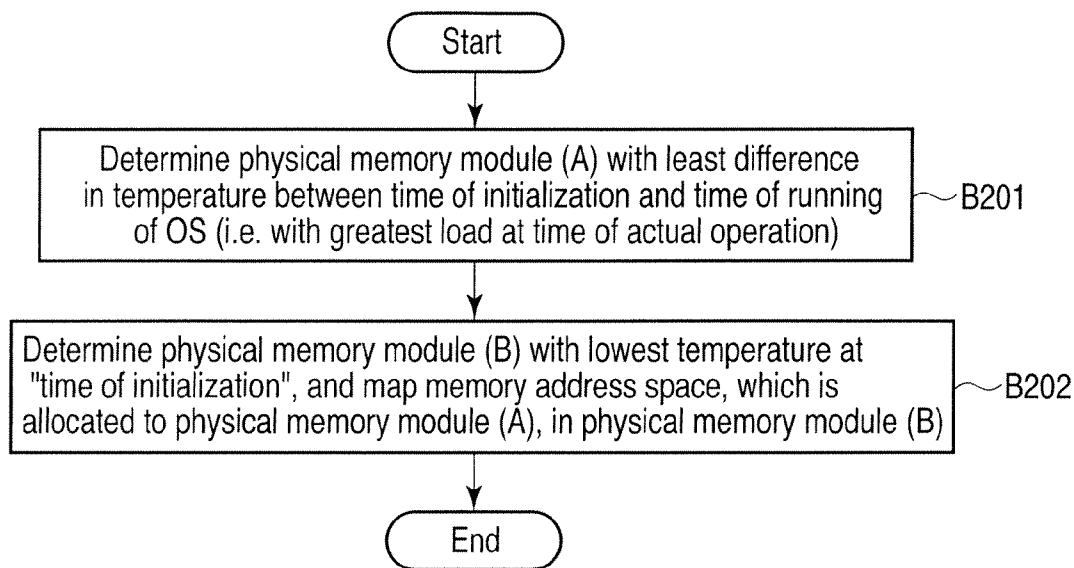 Start
Determine physical memory module (A) with least difference
in temperature between time of initialization and time of running
of OS (i.e. with greatest load at time of actual operation)
B201
Determine physical memory module (B) with lowest temperature at
"time of initialization", and map memory address space, which is
allocated to physical memory module (A), in physical memory module (B)
B202
End